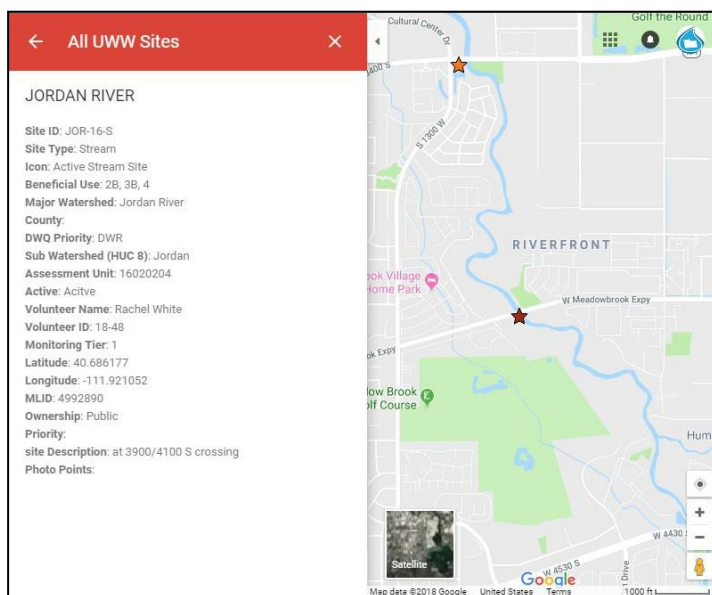 All UWW Sites
JORDAN RIVER
Site ID: JOR-16-S
Site Type: Stream
Icon: Active Stream Site
Beneficial Use: 2B, 3B, 4
Major Watershed: Jordan River
County:
DWQ Priority: DWR
Sub Watershed (HUC 8): Jordan
Assessment Unit: 16020204
Active: Acitve
Volunteer Name: Rachel White
Volunteer ID: 18-48
Monitoring Tier: 1
Latitude: 40.686177
Longitude: -111.921052
MLID: 4992890
Ownership: Public
Priority:
site Description: at 3900/4100 S crossing
Photo Points:
Golf the Round
Cultural Center Dr
3400 S
S 1300 W
RIVERFRONT
ook Village
Home Park
W Meadowbrook Expy
ok Expy
dow Brook
olf Course
Hum
W 4430 S
W 4530 S
n Drive
Satellite
Google
Map data ©2018 Google United States Terms 1000 ft